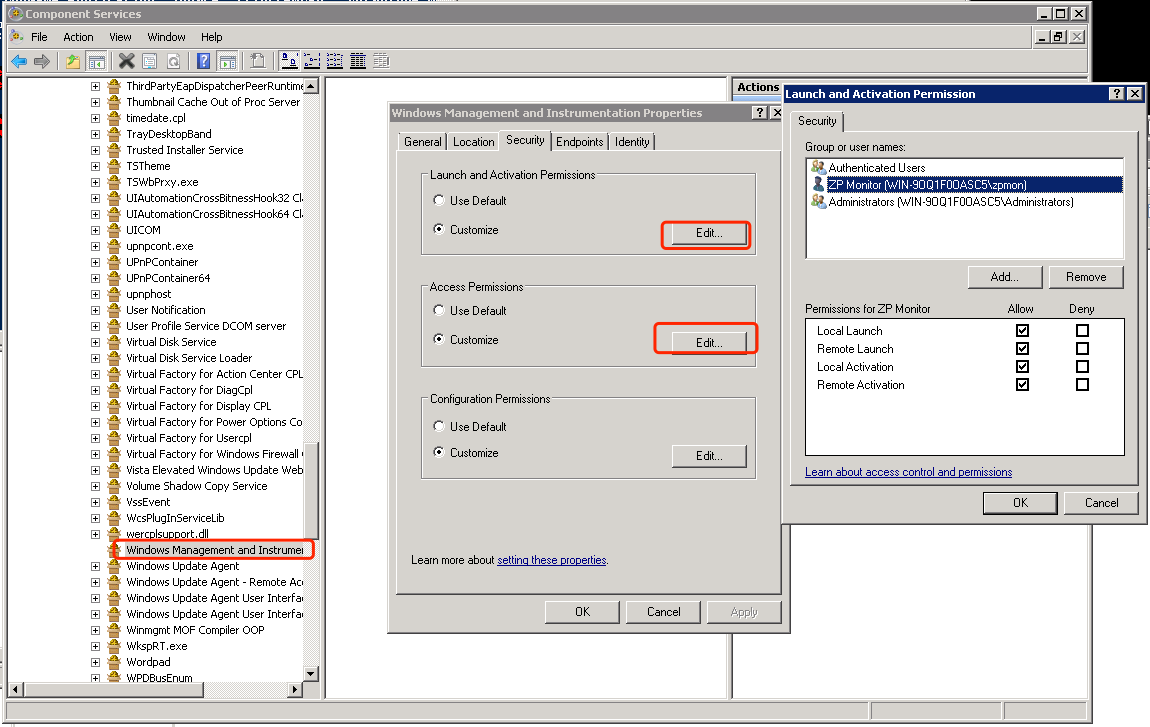 Component Services
File Action View Window Help
ThirdPartyEapDispatcherPeerRuntime
Thumbnail Cache Out of Proc Server
timedate.cpl
TrayDesktopBand
Trusted Installer Service
TSTheme
TSWbPrxy.exe
UIAutomationCrossBitnessHook32 Cl
UIAutomationCrossBitnessHook64 Cl
UICOM
upnpcont.exe
UPnPContainer
UPnPContainer64
upnphost
User Notification
User Profile Service DCOM server
Virtual Disk Service
Virtual Disk Service Loader
Virtual Factory for Action Center CPL
Virtual Factory for DiagCpl
Virtual Factory for Display CPL
Virtual Factory for Power Options Co
Virtual Factory for Usercpl
Virtual Factory for Windows Firewall
Vista Elevated Windows Update Web
Volume Shadow Copy Service
VssEvent
WcsPlugInServiceLib
wercplsupport.dll
Windows Management and Instrumen
Windows Update Agent
Windows Update Agent - Remote Ac
Windows Update Agent User Interfa
Windows Update Agent User Interfa
Winmgmt MOF Compiler OOP
WkspRT.exe
Wordpad
WPDBusEnum
Actions
Windows Management and Instrumentation Properties
General Location Security Endpoints Identity
Launch and Activation Permissions
Use Default
Customize
Edit...
Access Permissions
Use Default
Customize
Edit...
Configuration Permissions
Use Default
Customize
Edit...
Learn more about setting these properties.
OK Cancel Apply
Launch and Activation Permission
Security
Group or user names:
Authenticated Users
ZP Monitor (WIN-9OQ1F0OASC5\zpmon)
Administrators (WIN-9OQ1F0OASC5\Administrators)
Add... Remove
Permissions for ZP Monitor Allow Deny
Local Launch
Remote Launch
Local Activation
Remote Activation
Learn about access control and permissions
OK Cancel